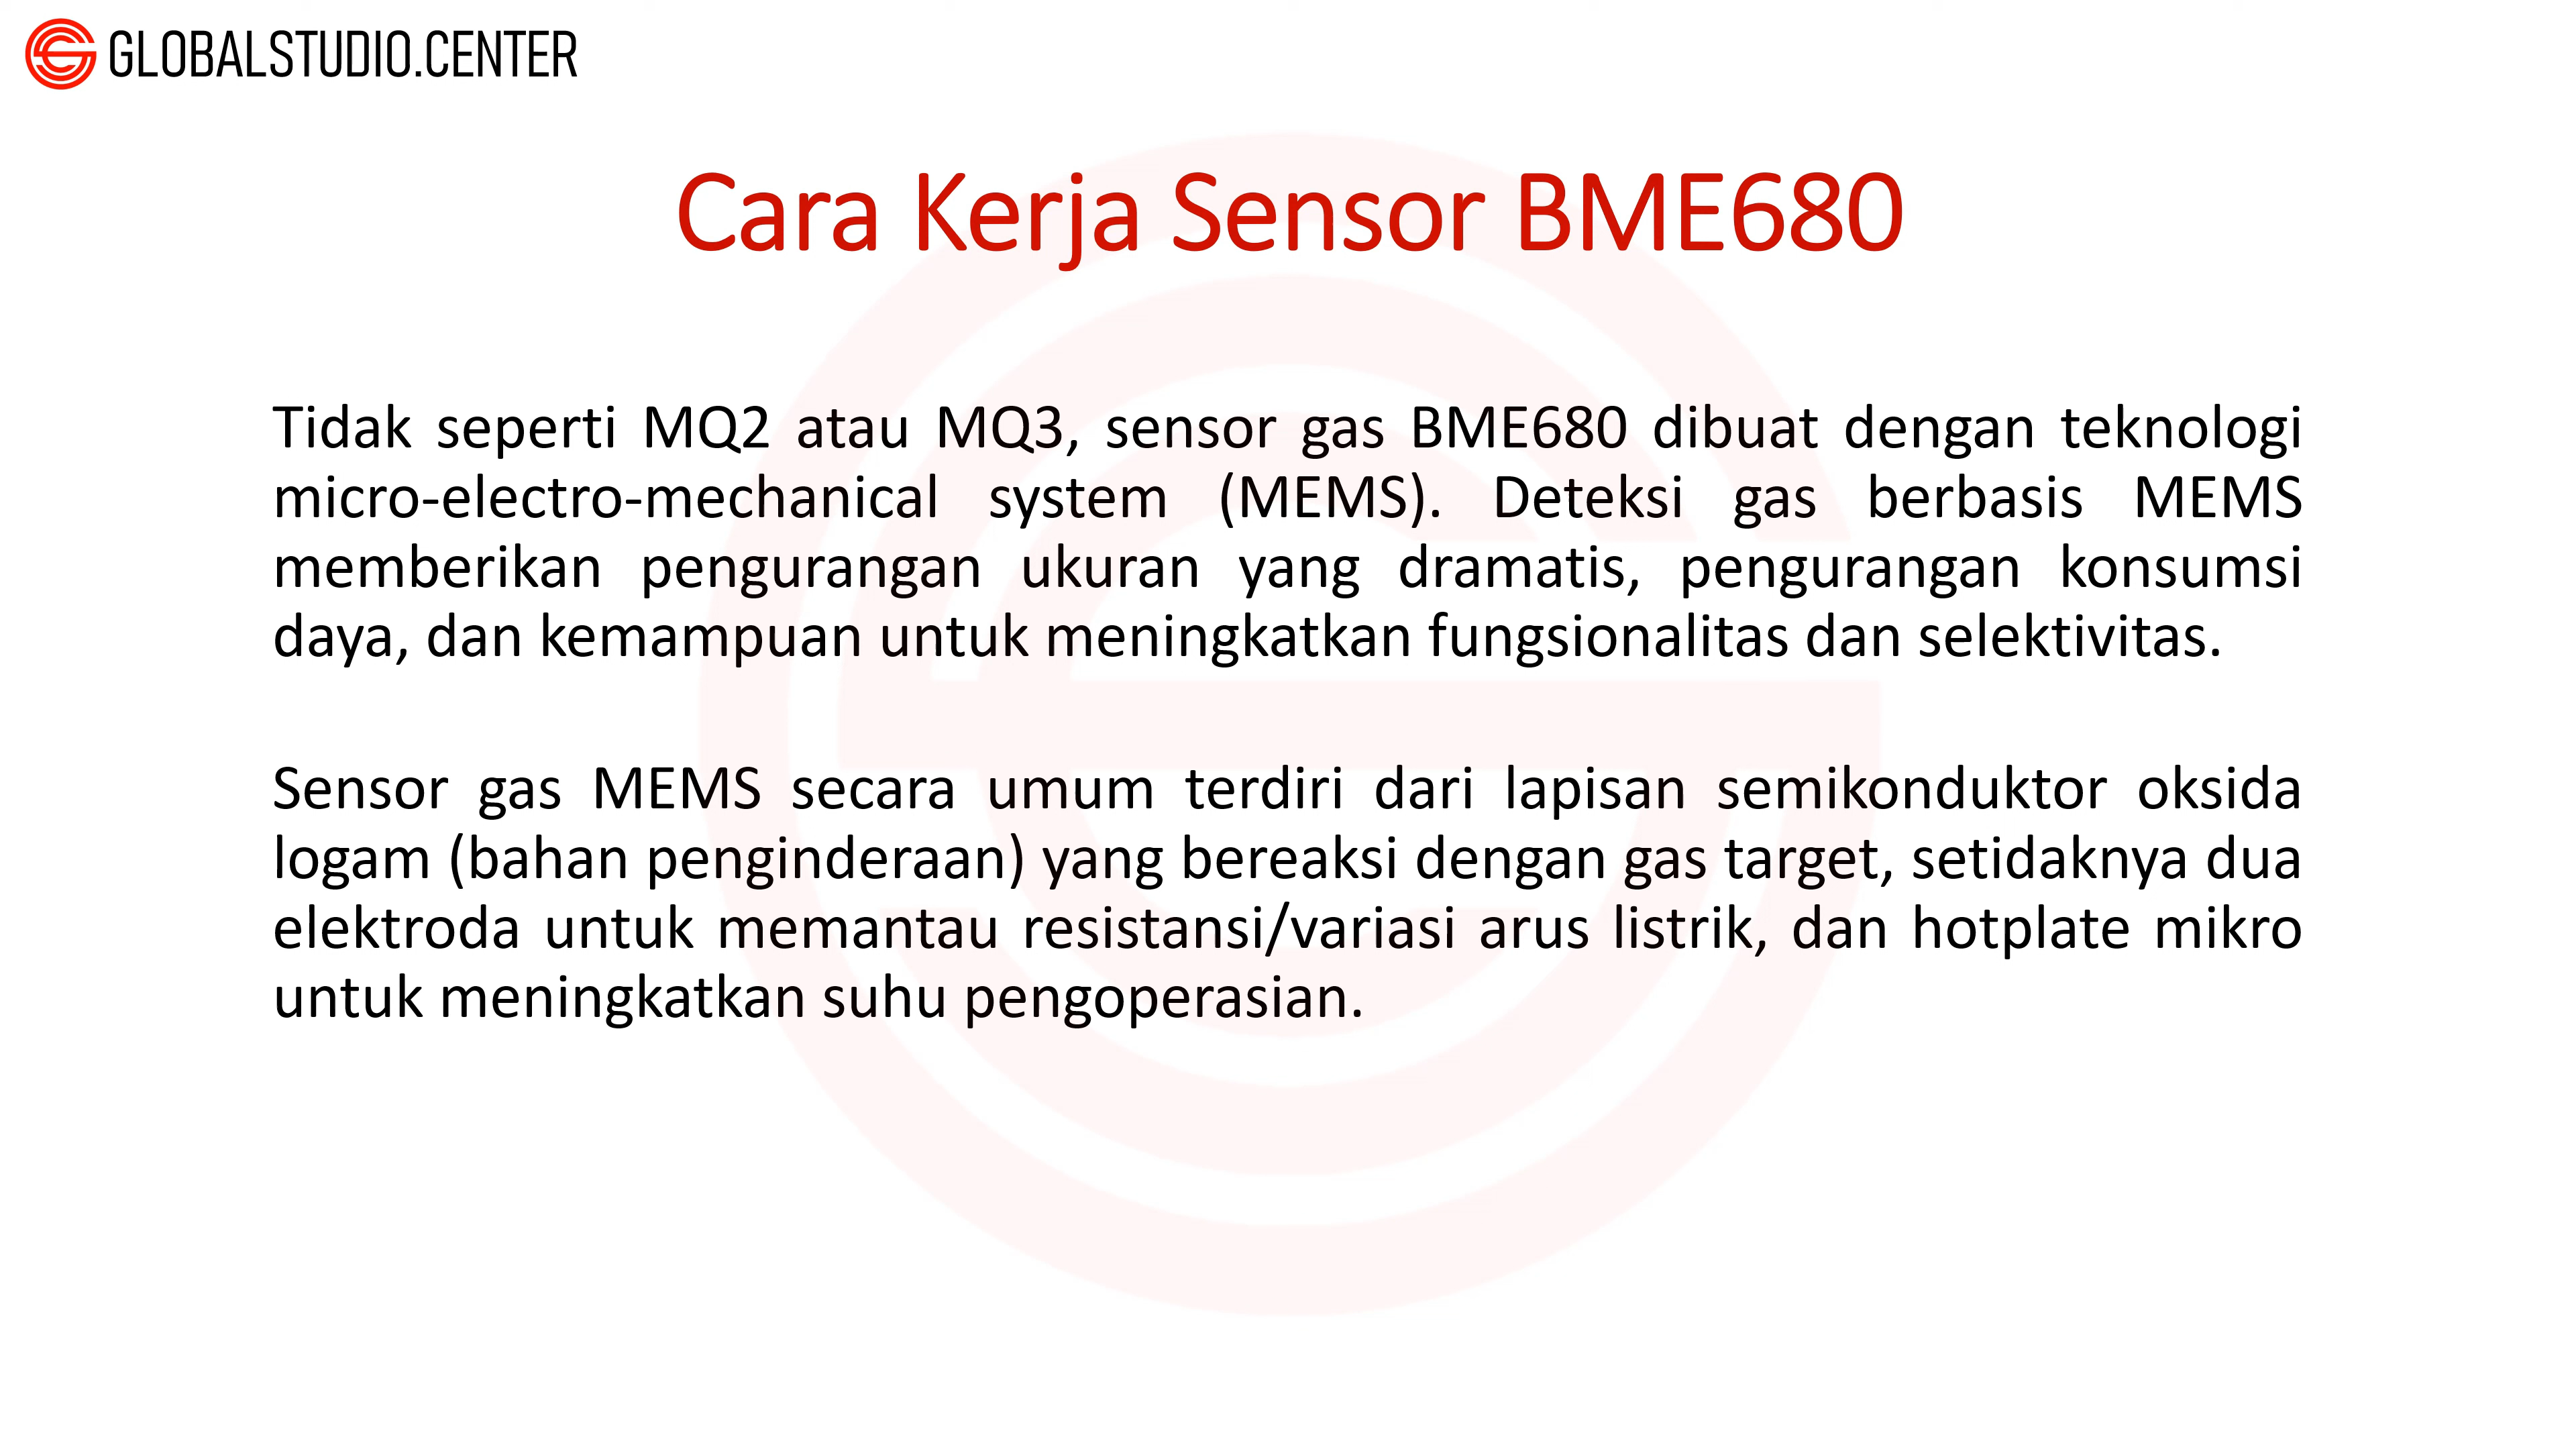 GLOBALSTUDIO.CENTER
Cara Kerja Sensor BME680
Tidak seperti MQ2 atau MQ3, sensor gas BME680 dibuat dengan teknologi
micro-electro-mechanical system (MEMS). Deteksi gas berbasis MEMS
memberikan pengurangan ukuran yang dramatis, pengurangan konsumsi
daya, dan kemampuan untuk meningkatkan fungsionalitas dan selektivitas.
Sensor gas MEMS secara umum terdiri dari lapisan semikonduktor oksida
logam (bahan penginderaan) yang bereaksi dengan gas target, setidaknya dua
elektroda untuk memantau resistansi/variasi arus listrik, dan hotplate mikro
untuk meningkatkan suhu pengoperasian.